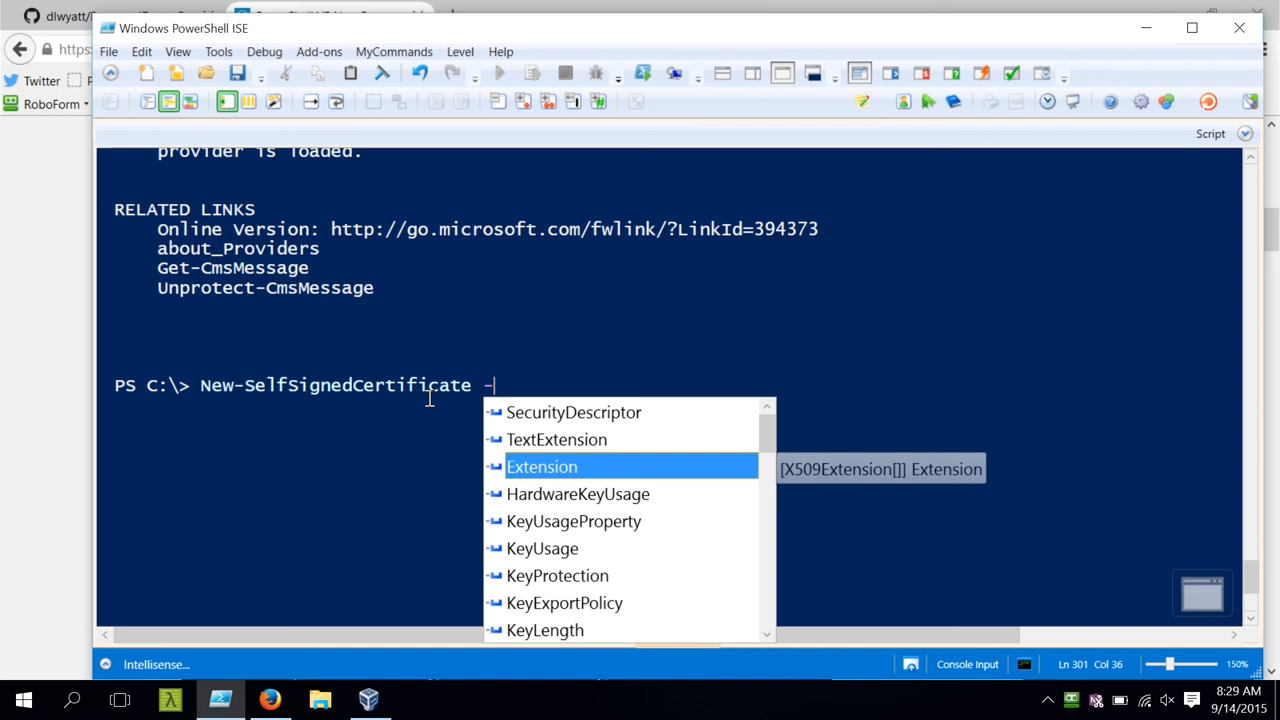 dlwyatt
Windows PowerShell ISE
https:
File Edit View Tools Debug Add-ons MyCommands Level Help
Twitter
RoboForm
Script
provider is loaded.
RELATED LINKS
Online Version: http://go.microsoft.com/fwlink/?LinkId=394373
about_Providers
Get-CmsMessage
Unprotect-CmsMessage
PS C:\> New-SelfSignedCertificate -
SecurityDescriptor
TextExtension
Extension
[X509Extension[]] Extension
HardwareKeyUsage
KeyUsageProperty
KeyUsage
KeyProtection
KeyExportPolicy
KeyLength
Intellisense... Console Input Ln 301 Col 36 150%
8:29 AM
9/14/2015